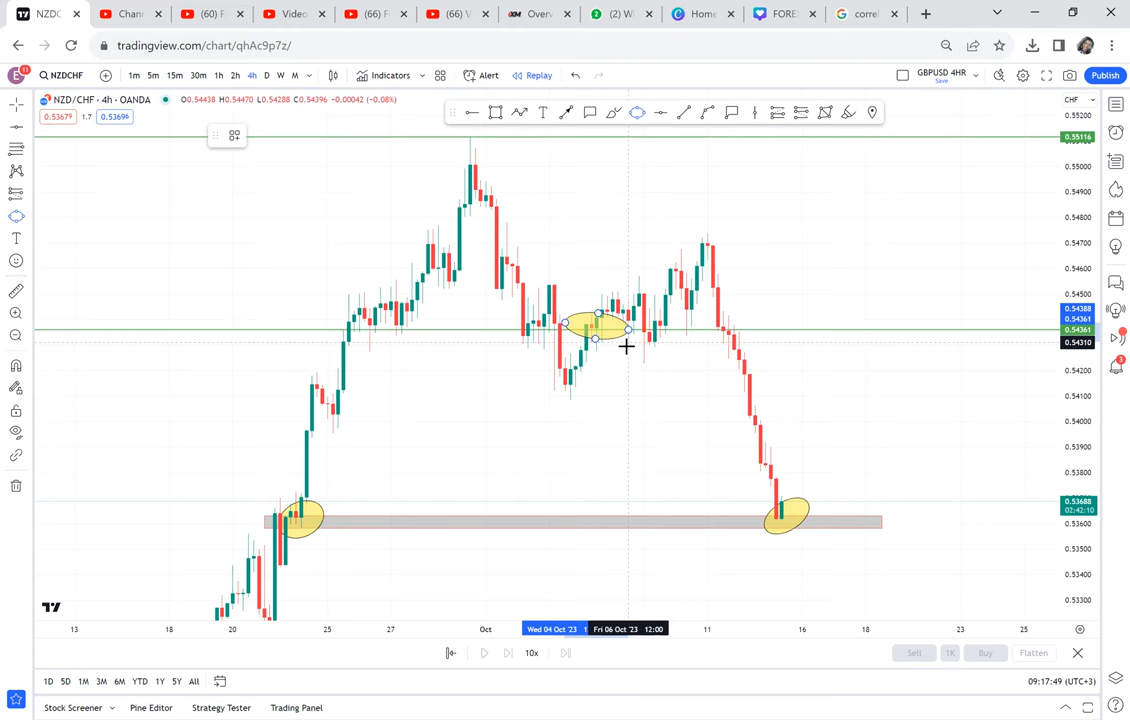 NZDC
Chann
(60) F
Video
(66) F
(66) V
Overv
(2) W
Home
FORE
correl
tradingview.com/chart/qhAc9p7z/
E 11 NZDCHF 1m 5m 15m 30m 1h 2h 4h D W M Indicators Alert Replay GBPUSD 4HR Save Publish
NZD/CHF · 4h · OANDA O0.54438 H0.54470 L0.54288 C0.54396 −0.00042 (−0.08%) CHF
0.53679 1.7 0.53696
0.55200
0.55116
0.55000
0.54900
0.54800
0.54700
0.54600
0.54500
0.54388
0.54361
0.54361
0.54310
0.54200
0.54100
0.54000
0.53900
0.53800
0.53688
02:42:10
0.53600
0.53500
0.53400
0.53300
3
13 18 20 25 27 Oct Wed 04 Oct '23 1 Fri 06 Oct '23 12:00 11 16 18 23 25
10x Sell 1K Buy Flatten
1D 5D 1M 3M 6M YTD 1Y 5Y All 09:17:49 (UTC+3)
Stock Screener Pine Editor Strategy Tester Trading Panel